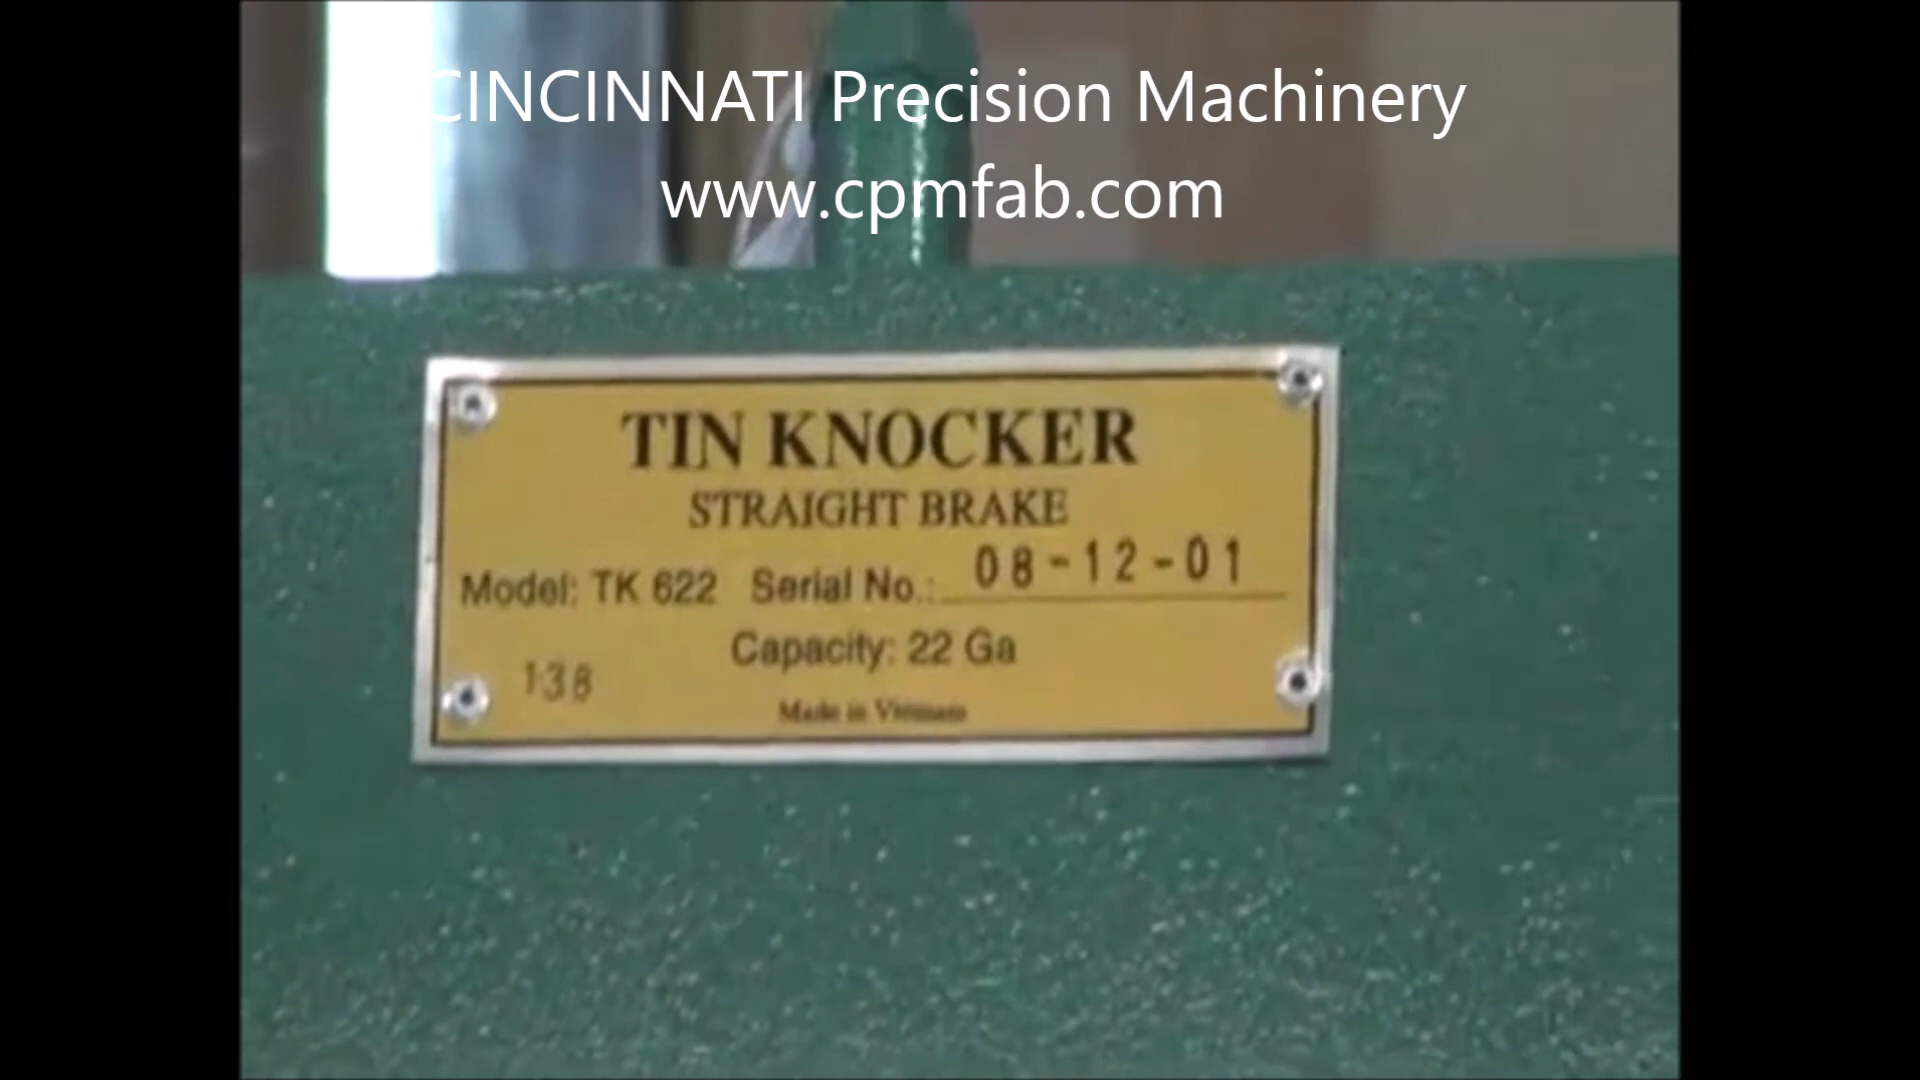 CINCINNATI Precision Machinery
www.cpmfab.com
TIN KNOCKER
STRAIGHT BRAKE
Model: TK 622 Serial No.: 08-12-01
Capacity: 22 Ga
138
Made in Vietnam